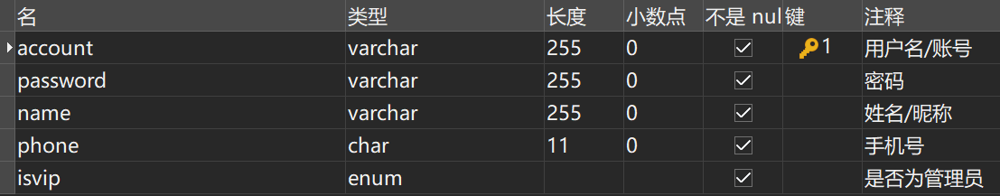 名 类型 长度 小数点 不是 nul 键 注释
account varchar 255 0 1 用户名/账号
password varchar 255 0 密码
name varchar 255 0 姓名/昵称
phone char 11 0 手机号
isvip enum 是否为管理员